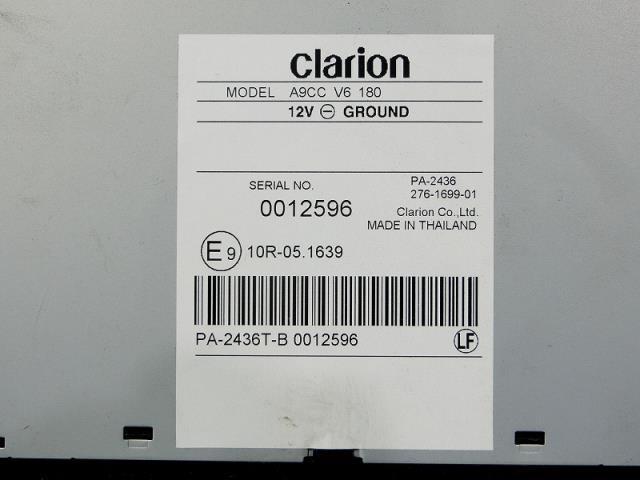 clarion
MODEL A9CC V6 180
12V ⊖ GROUND
SERIAL NO.
0012596
PA-2436
276-1699-01
Clarion Co.,Ltd.
MADE IN THAILAND
E9 10R-05.1639
PA-2436T-B 0012596
LF